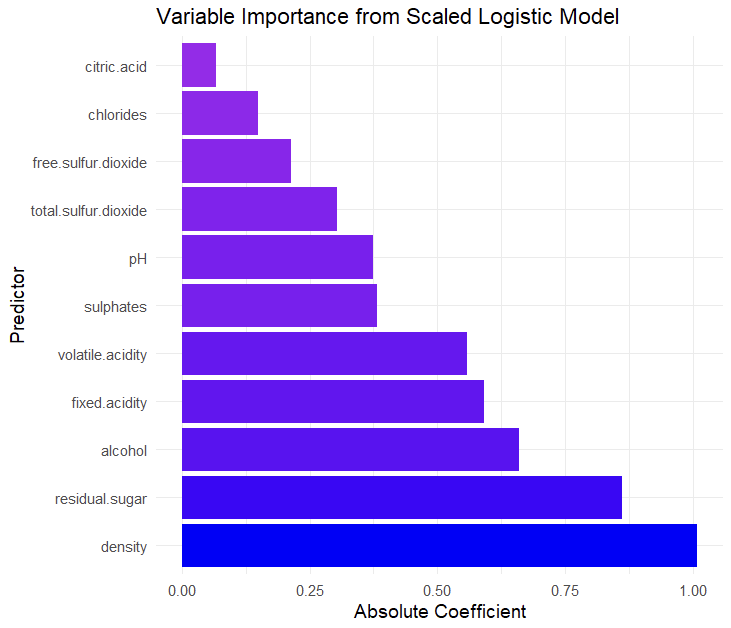 Variable Importance from Scaled Logistic Model
citric.acid
chlorides
free.sulfur.dioxide
total.sulfur.dioxide
pH
sulphates
volatile.acidity
fixed.acidity
alcohol
residual.sugar
density
Predictor
0.00 0.25 0.50 0.75 1.00
Absolute Coefficient